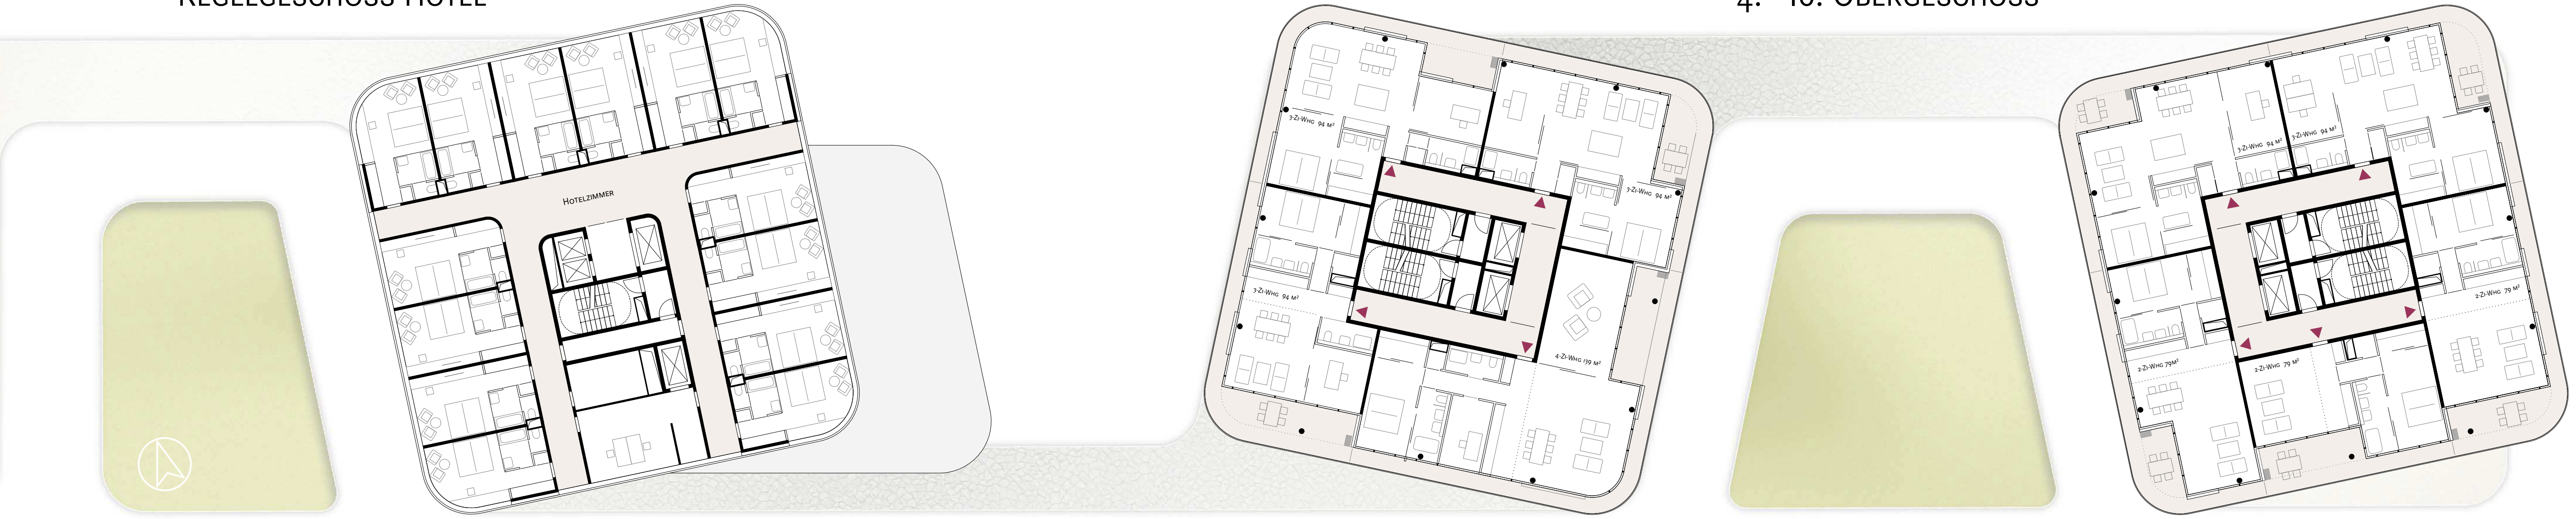 REGELGESCHOSS HOTEL
4. - 10. OBERGESCHOSS
HOTELZIMMER
3-ZI-WHG 94 M²
3-ZI-WHG 94 M²
3-ZI-WHG 94 M²
4-ZI-WHG 139 M²
3-ZI-WHG 94 M²
3-ZI-WHG 94 M²
2-ZI-WHG 79 M²
2-ZI-WHG 79M²
2-ZI-WHG 79 M²